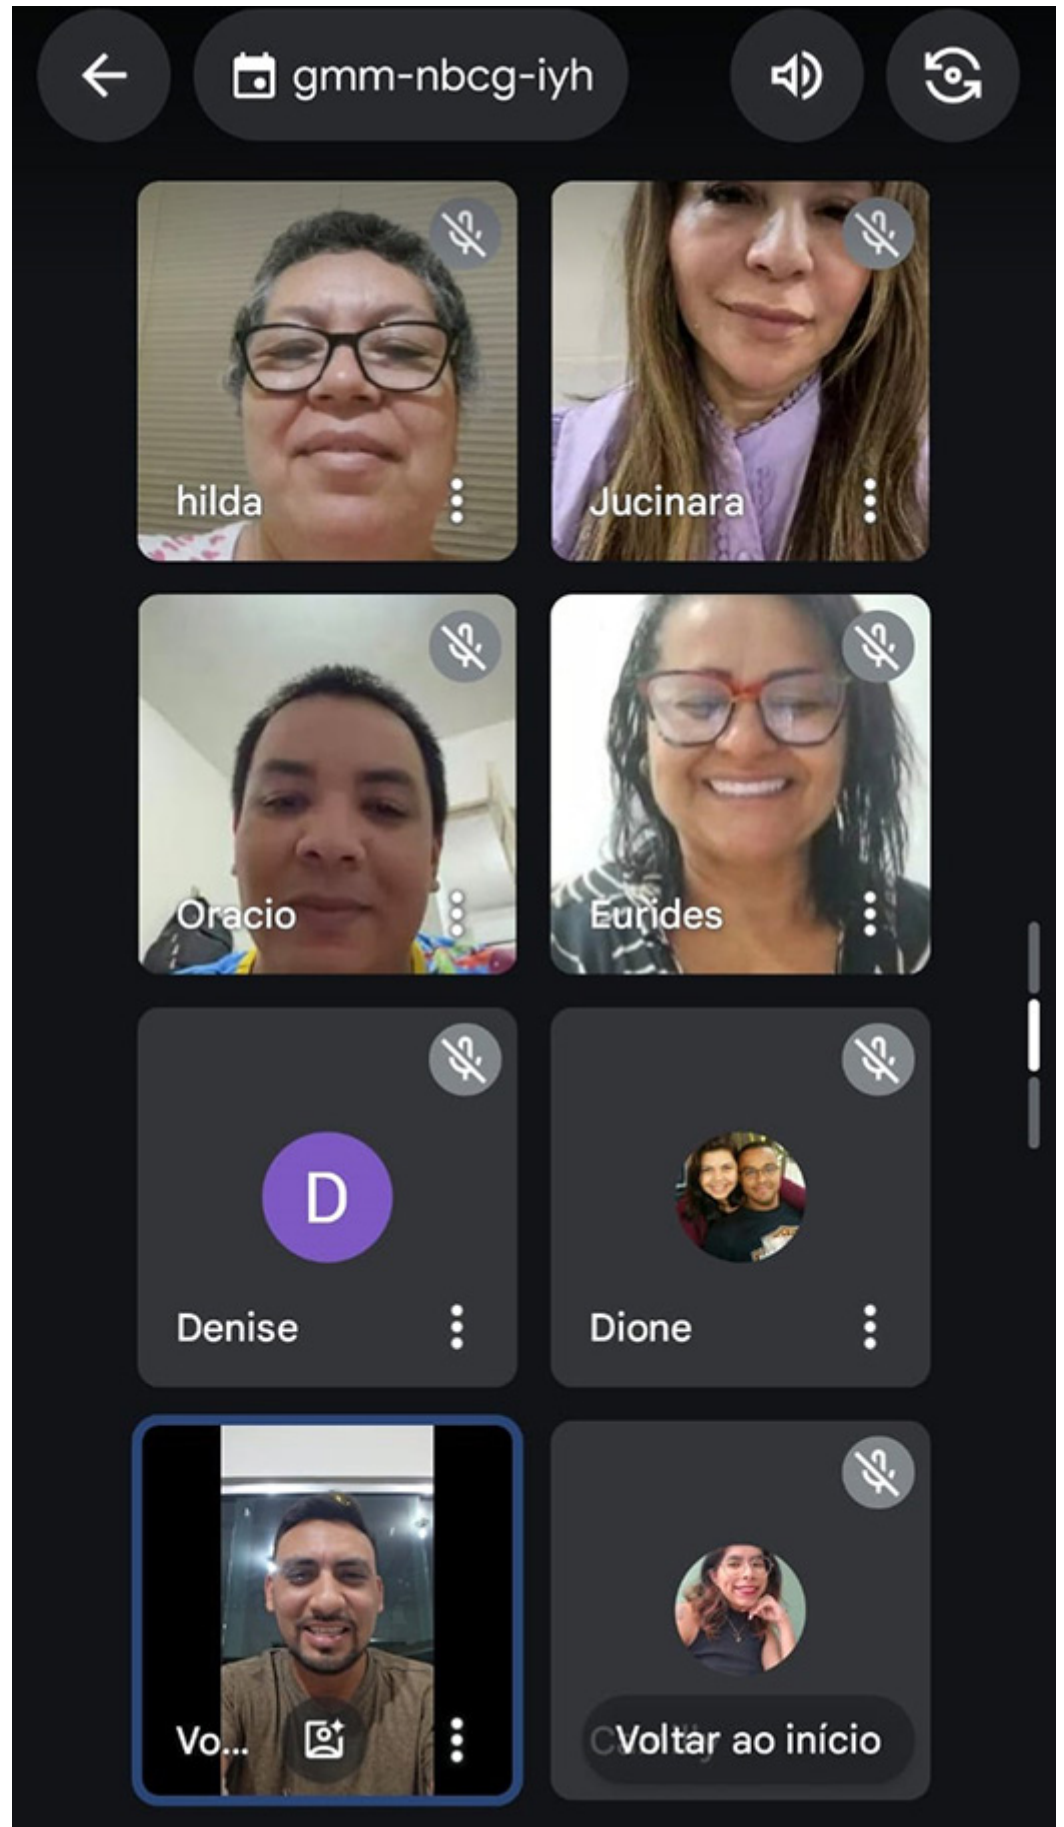 gmm-nbcg-iyh
hilda
Jucinara
Oracio
Eurides
D
Denise
Dione
Vo...
Voltar ao início